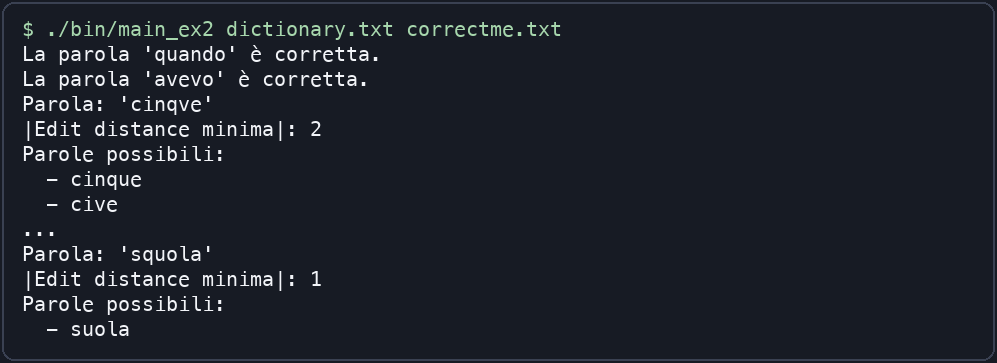 $ ./bin/main_ex2 dictionary.txt correctme.txt
La parola 'quando' è corretta.
La parola 'avevo' è corretta.
Parola: 'cinqve'
|Edit distance minima|: 2
Parole possibili:
  – cinque
  – cive
...
Parola: 'squola'
|Edit distance minima|: 1
Parole possibili:
  – suola